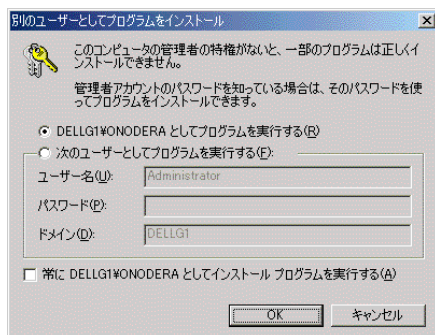 別のユーザーとしてプログラムをインストール
このコンピュータの管理者の特権がないと、一部のプログラムは正しくイ
ンストールできません。
管理者アカウントのパスワードを知っている場合は、そのパスワードを使
ってプログラムをインストールできます。
DELLG1¥ONODERA としてプログラムを実行する(R)
次のユーザーとしてプログラムを実行する(F):
ユーザー名(U):
Administrator
パスワード(P):
ドメイン(D):
DELLG1
常に DELLG1¥ONODERA としてインストール プログラムを実行する(A)
OK
キャンセル